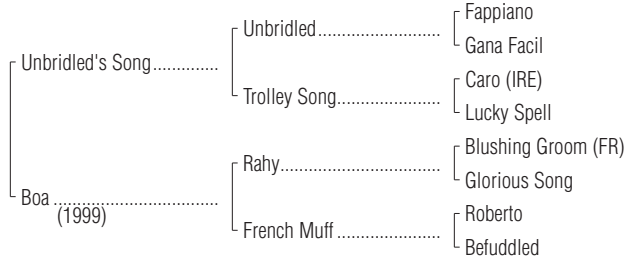 Fappiano
Unbridled
Gana Facil
Unbridled's Song
Caro (IRE)
Trolley Song
Lucky Spell
Blushing Groom (FR)
Rahy
Glorious Song
Boa
(1999)
Roberto
French Muff
Befuddled